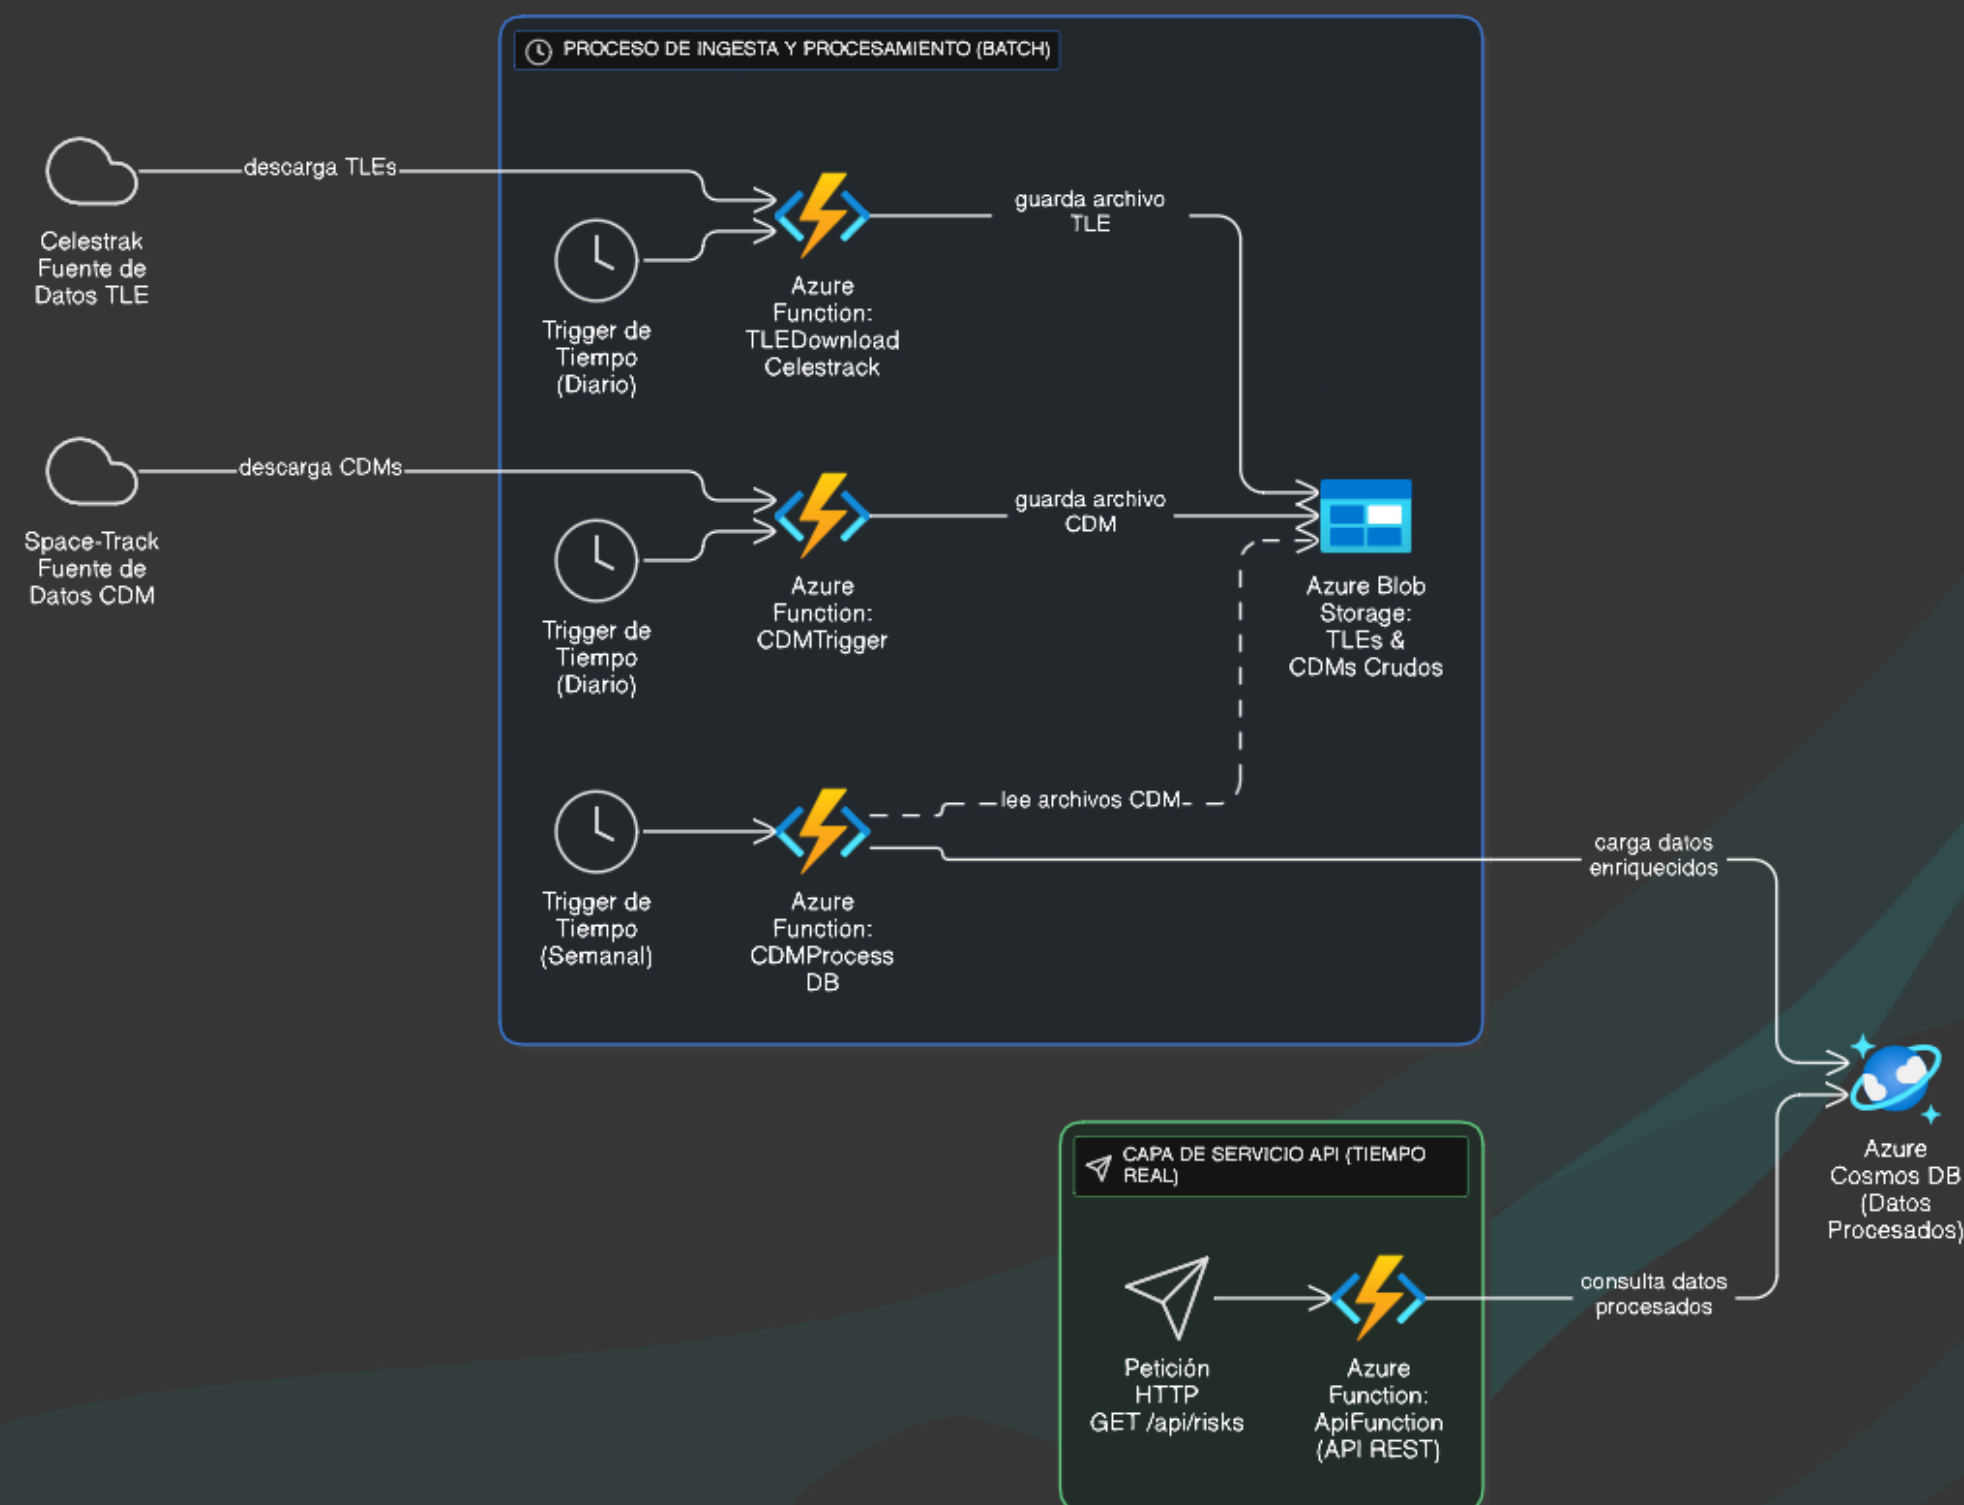 PROCESO DE INGESTA Y PROCESAMIENTO (BATCH)
descarga TLEs
Celestrak
Fuente de
Datos TLE
Trigger de
Tiempo
(Diario)
Azure
Function:
TLEDownload
Celestrack
guarda archivo
TLE
descarga CDMs
Space-Track
Fuente de
Datos CDM
Trigger de
Tiempo
(Diario)
Azure
Function:
CDMTrigger
guarda archivo
CDM
Azure Blob
Storage:
TLEs &
CDMs Crudos
Trigger de
Tiempo
(Semanal)
Azure
Function:
CDMProcess
DB
lee archivos CDM
carga datos
enriquecidos
Azure
Cosmos DB
(Datos
Procesados)
CAPA DE SERVICIO API (TIEMPO
REAL)
Petición
HTTP
GET /api/risks
Azure
Function:
ApiFunction
(API REST)
consulta datos
procesados